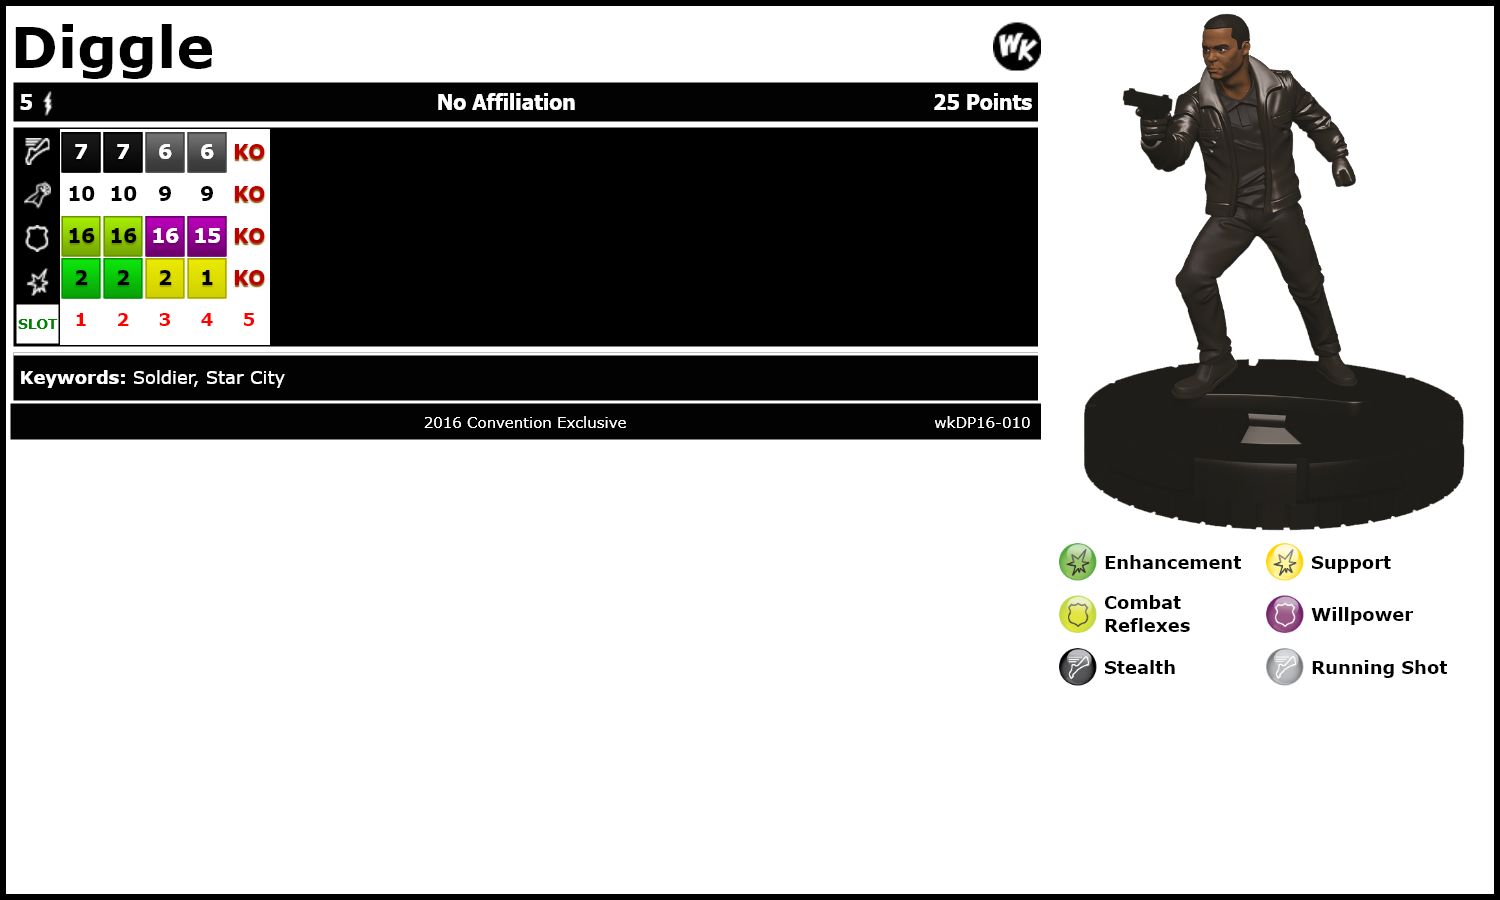 Diggle
WK
5 No Affiliation 25 Points
7 7 6 6 KO
10 10 9 9 KO
16 16 16 15 KO
2 2 2 1 KO
SLOT 1 2 3 4 5
Keywords: Soldier, Star City
2016 Convention Exclusive wkDP16-010
Enhancement Support
Combat
Reflexes
Willpower
Stealth Running Shot